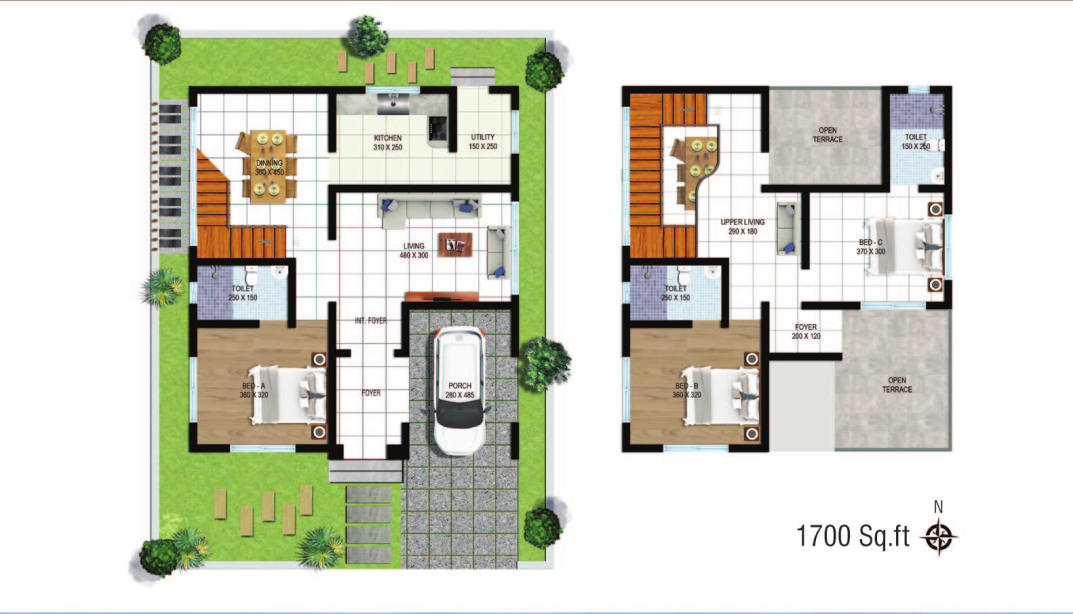 KITCHEN
310 X 250
UTILITY
150 X 250
DINNING
360 X 450
LIVING
480 X 300
TOILET
250 X 150
INT. FOYER
BED - A
360 X 320
FOYER
PORCH
280 X 485
OPEN
TERRACE
TOILET
150 X 250
UPPER LIVING
290 X 180
BED - C
370 X 300
TOILET
250 X 150
FOYER
200 X 120
BED - B
360 X 320
OPEN
TERRACE
N
1700 Sq.ft